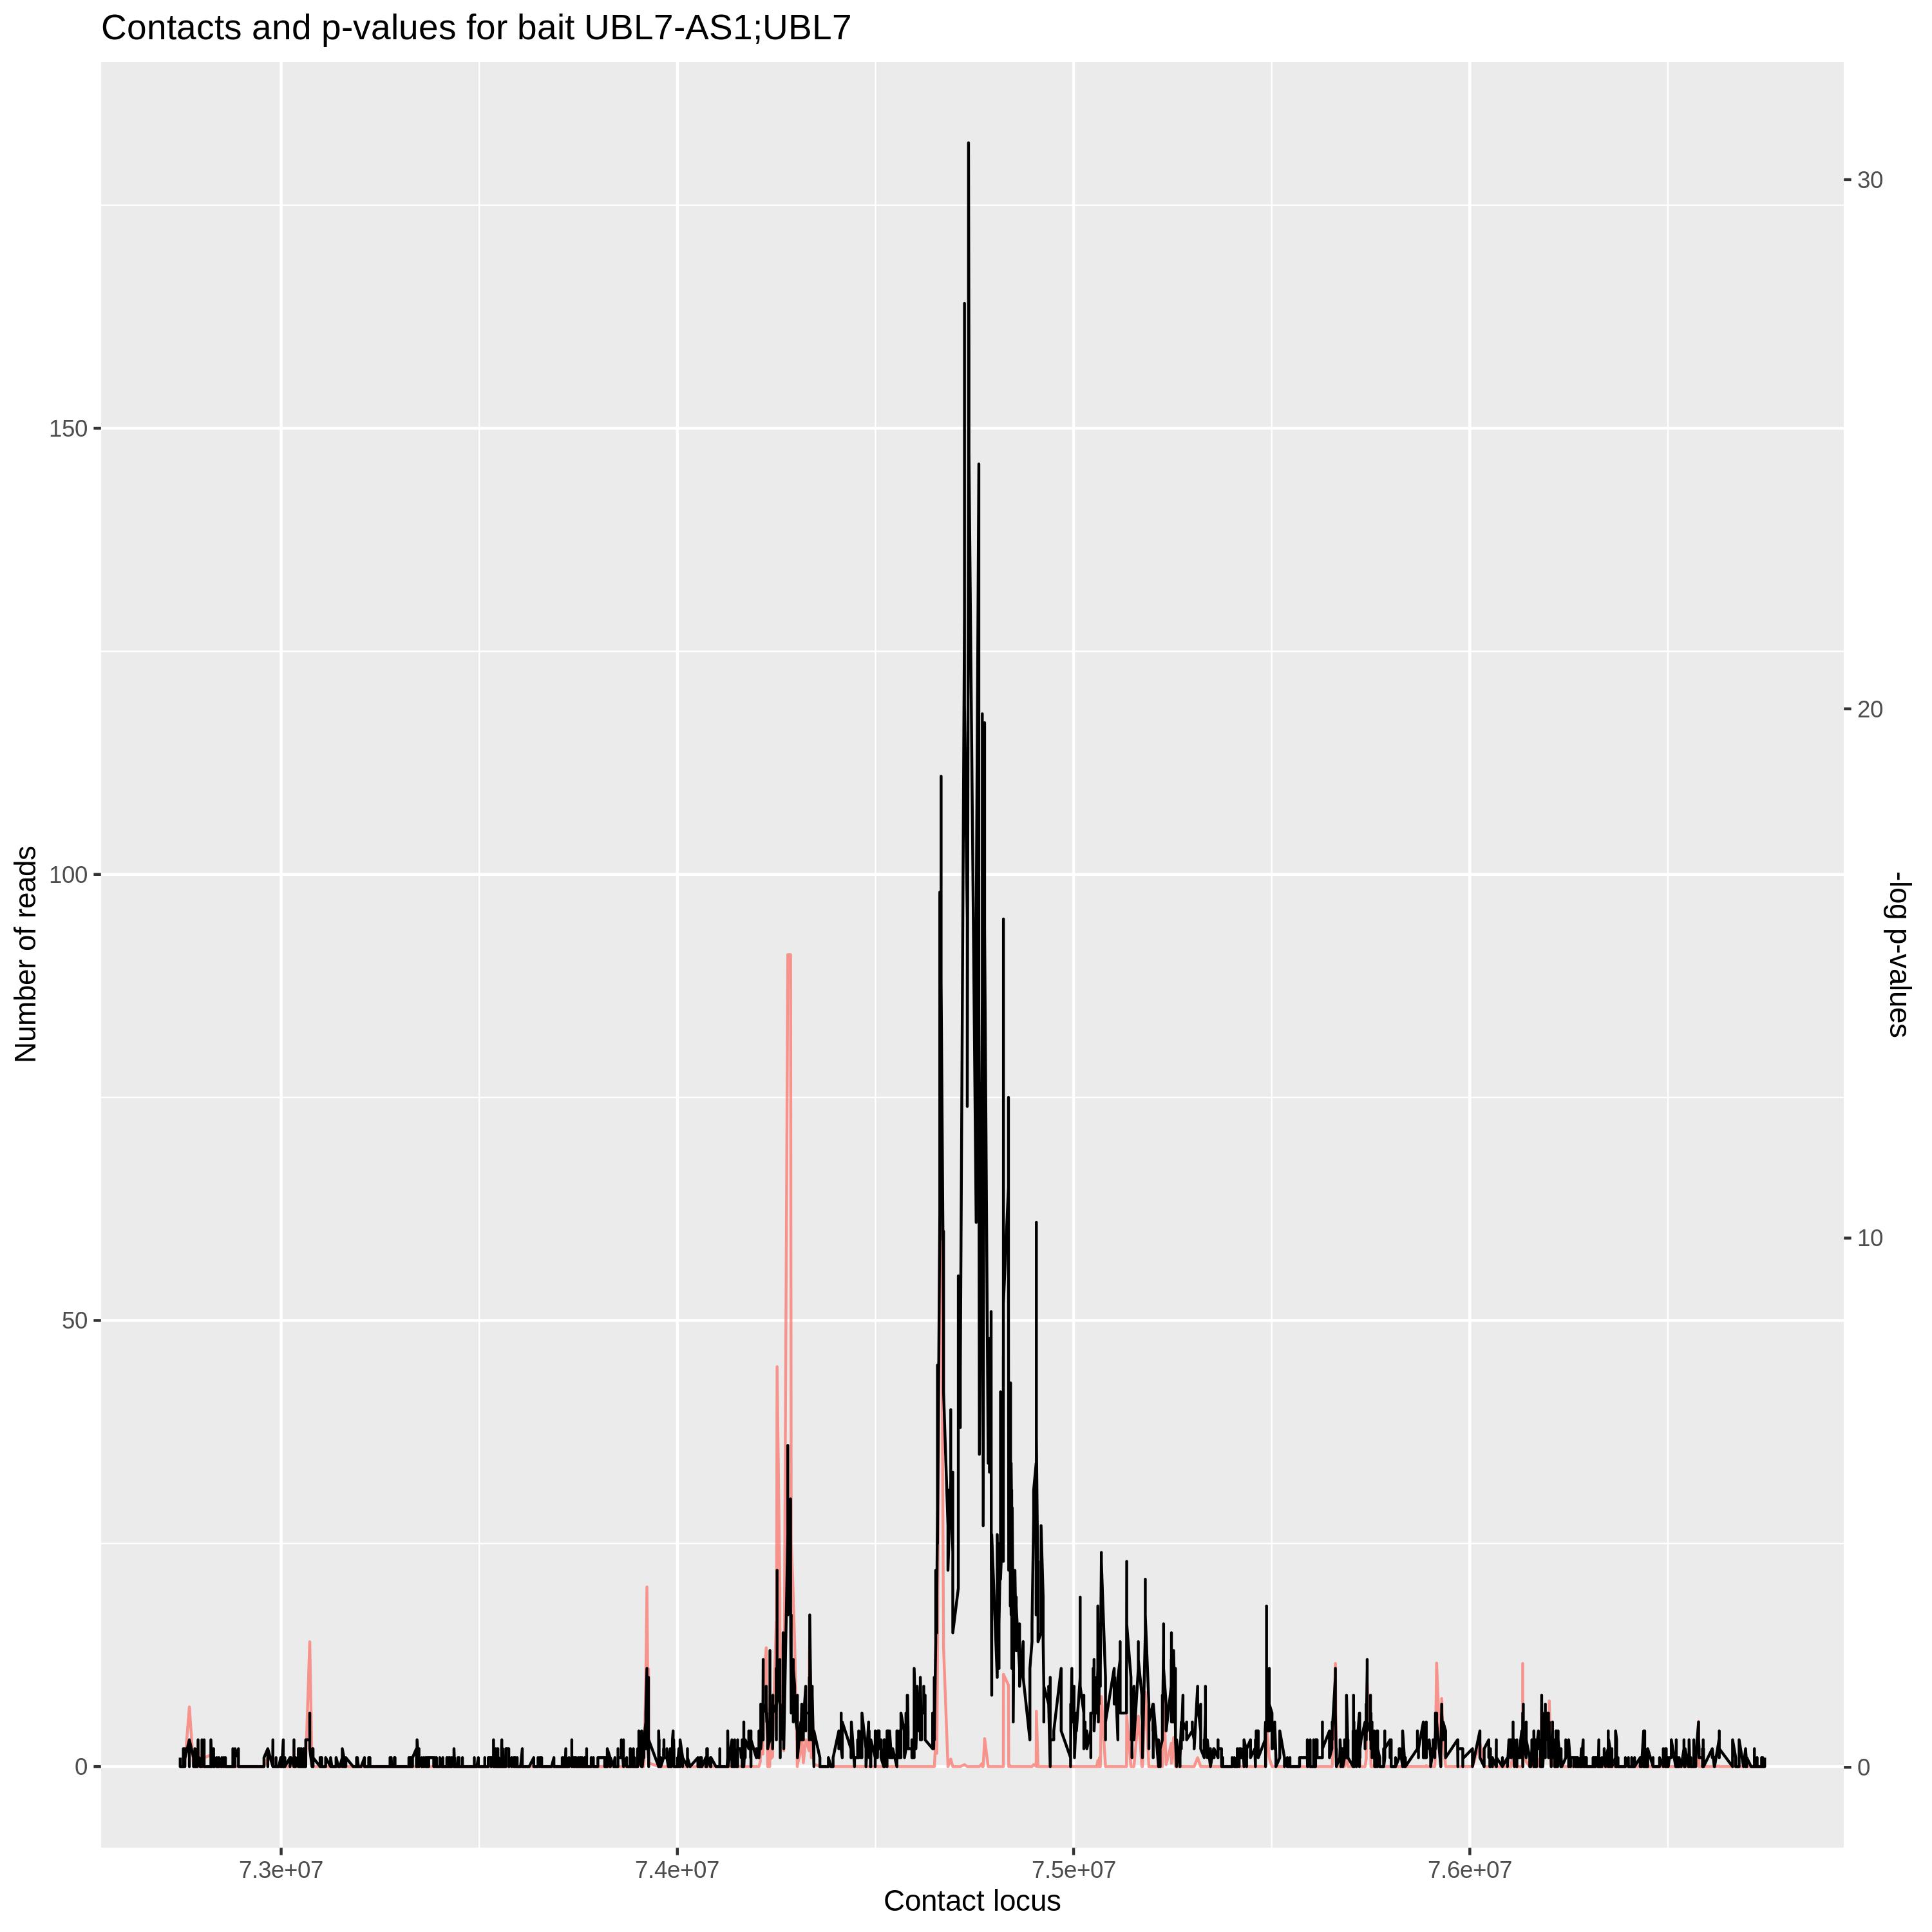 Contacts and p-values for bait UBL7-AS1;UBL7
Number of reads
150
100
50
0
30
20
10
0
-log p-values
7.3e+07
7.4e+07
7.5e+07
7.6e+07
Contact locus